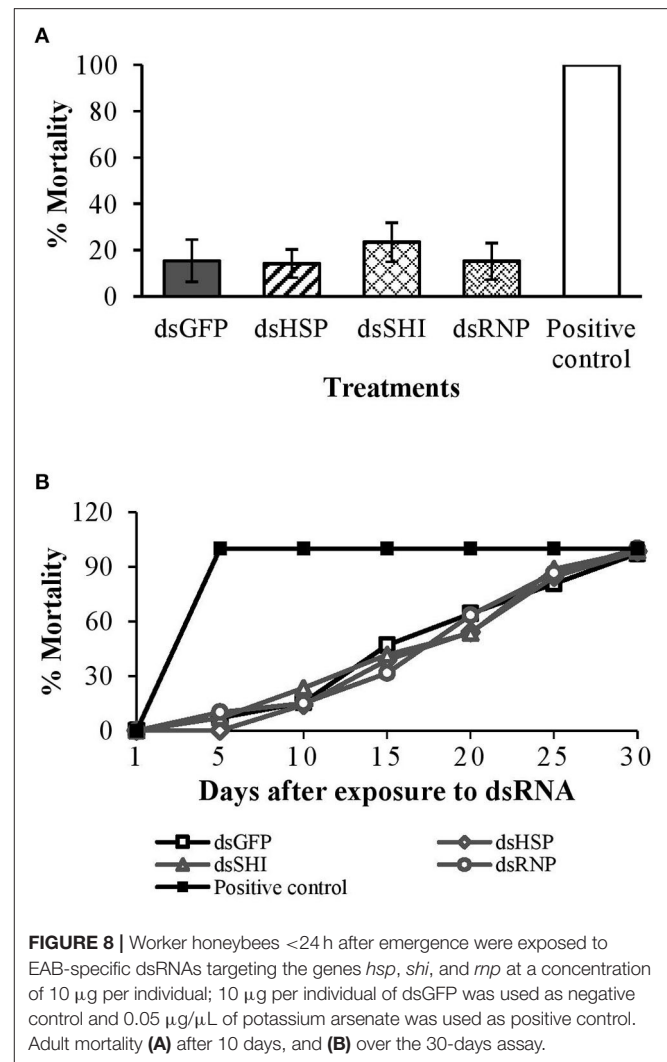 A
100
80
60
40
20
0
% Mortality
dsGFP dsHSP dsSHI dsRNP Positive
control
Treatments
B
120
90
60
30
0
% Mortality
1 5 10 15 20 25 30
Days after exposure to dsRNA
dsGFP dsHSP
dsSHI dsRNP
Positive control
FIGURE 8 | Worker honeybees <24 h after emergence were exposed to
EAB-specific dsRNAs targeting the genes hsp, shi, and rnp at a concentration
of 10 μg per individual; 10 μg per individual of dsGFP was used as negative
control and 0.05 μg/μL of potassium arsenate was used as positive control.
Adult mortality (A) after 10 days, and (B) over the 30-days assay.